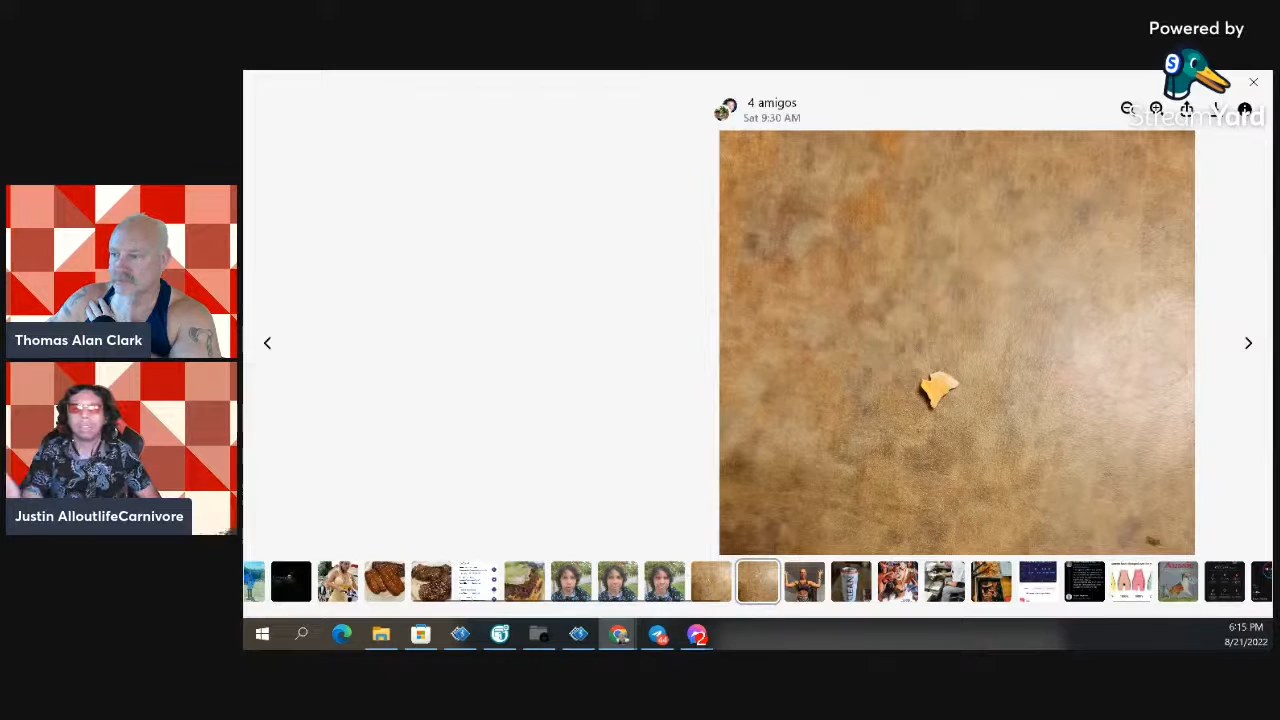 Powered by
StreamYard
4 amigos
Sat 9:30 AM
Thomas Alan Clark
Justin AlloutlifeCarnivore
6:15 PM
8/21/2022